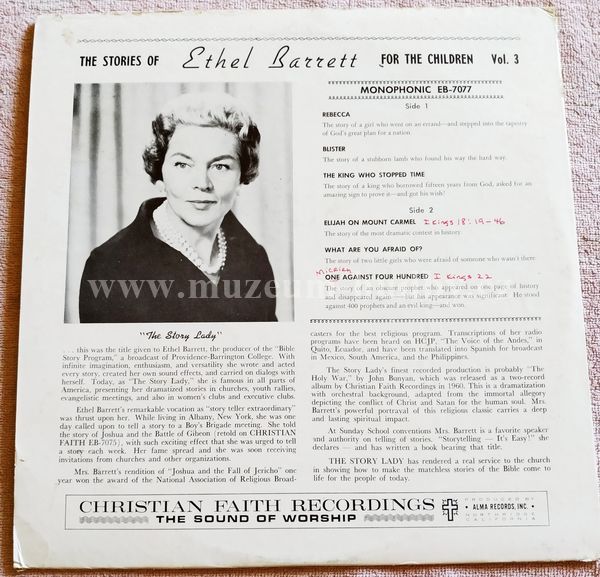 THE STORIES OF Ethel Barrett FOR THE CHILDREN Vol. 3
MONOPHONIC EB-7077
Side 1
REBECCA
The story of a girl who went on an errand—and stepped into the tapestry
of God's great plan for a nation.
BLISTER
The story of a stubborn lamb who found his way the hard way.
THE KING WHO STOPPED TIME
The story of a king who borrowed fifteen years from God, asked for an
amazing sign to prove it—and got his wish!
Side 2
ELIJAH ON MOUNT CARMEL I Kings 18:19-46
The story of the most dramatic contest in history.
WHAT ARE YOU AFRAID OF?
The story of two little girls who were afraid of someone who wasn't there.
MICAIAH
ONE AGAINST FOUR HUNDRED I Kings 22
The story of an obscure prophet who appeared on one page of history
and disappeared again—but his appearance was significant. He stood
against 400 prophets and an evil king—and won.
www.muzeum
"The Story Lady"
. . . this was the title given to Ethel Barrett, the producer of the "Bible
Story Program," a broadcast of Providence-Barrington College. With
infinite imagination, enthusiasm, and versatility she wrote and acted
every story, created her own sound effects, and carried on dialogs with
herself. Today, as "The Story Lady," she is famous in all parts of
America, presenting her dramatized stories in churches, youth rallies,
evangelistic meetings, and also in women's clubs and executive clubs.
Ethel Barrett's remarkable vocation as "story teller extraordinary"
was thrust upon her. While living in Albany, New York, she was one
day called upon to tell a story to a Boy's Brigade meeting. She told
the story of Joshua and the Battle of Gibeon (retold on CHRISTIAN
FAITH EB-7075), with such exciting effect that she was urged to tell
a story each week. Her fame spread and she was soon receiving
invitations from churches and other organizations.
Mrs. Barrett's rendition of "Joshua and the Fall of Jericho" one
year won the award of the National Association of Religious Broad-
casters for the best religious program. Transcriptions of her radio
programs have been heard on HCJP, "The Voice of the Andes," in
Quito, Ecuador, and have been translated into Spanish for broadcast
in Mexico, South America, and the Philippines.
The Story Lady's finest recorded production is probably "The
Holy War," by John Bunyan, which was released as a two-record
album by Christian Faith Recordings in 1960. This is a dramatization
with orchestral background, adapted from the immortal allegory
depicting the conflict of Christ and Satan for the human soul. Mrs.
Barrett's powerful portrayal of this religious classic carries a deep
and lasting spiritual impact.
At Sunday School conventions Mrs. Barrett is a favorite speaker
and authority on telling of stories. "Storytelling — It's Easy!" she
declares — and has written a book bearing that title.
THE STORY LADY has rendered a real service to the church
in showing how to make the matchless stories of the Bible come to
life for the people of today.
CHRISTIAN FAITH RECORDINGS
THE SOUND OF WORSHIP
PRODUCED BY
ALMA RECORDS, INC.
NORTHRIDGE
CALIFORNIA